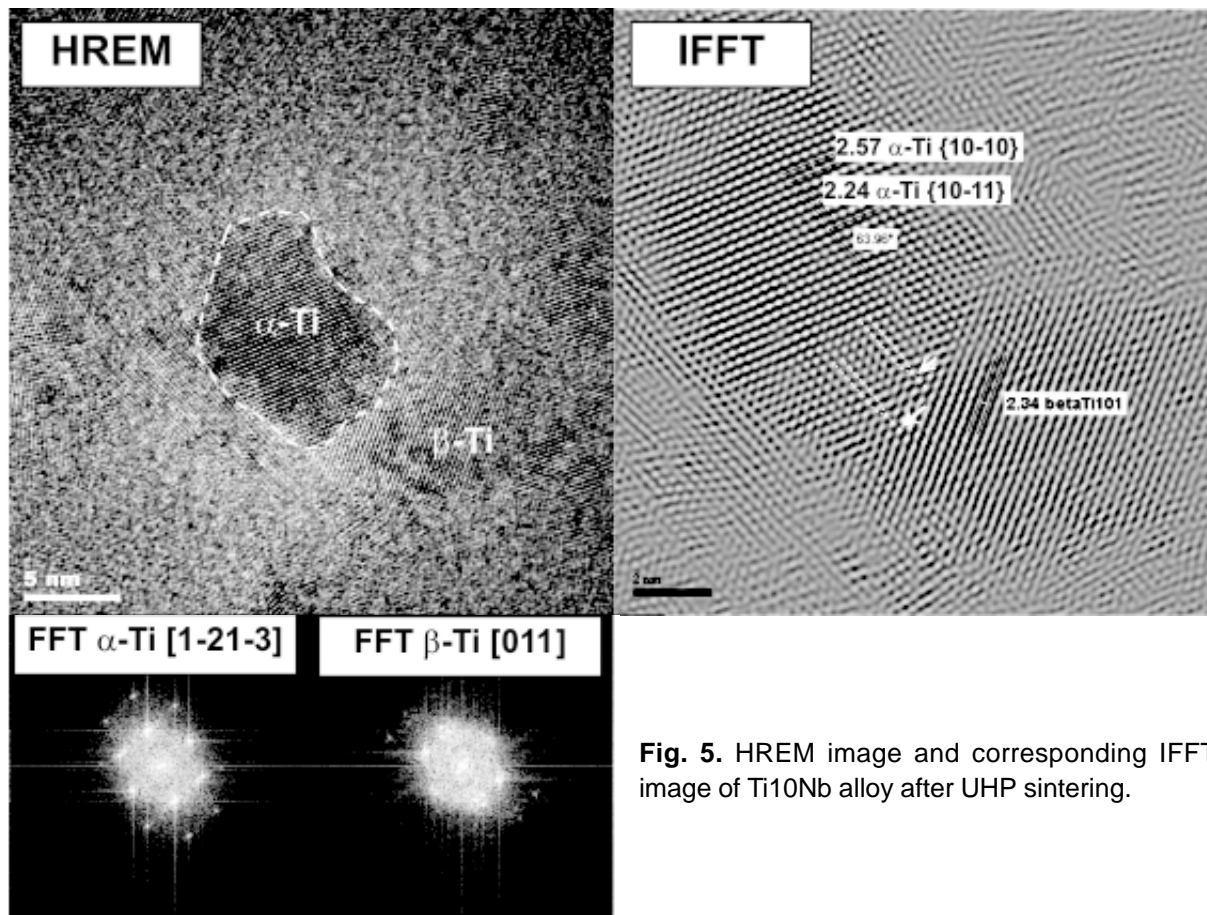 HREM
α-Ti
β-Ti
5 nm
IFFT
2.57 α-Ti {10-10}
2.24 α-Ti {10-11}
63.96°
2.34 betaTi101
2 nm
FFT α-Ti [1-21-3]
FFT β-Ti [011]
Fig. 5. HREM image and corresponding IFFT
image of Ti10Nb alloy after UHP sintering.